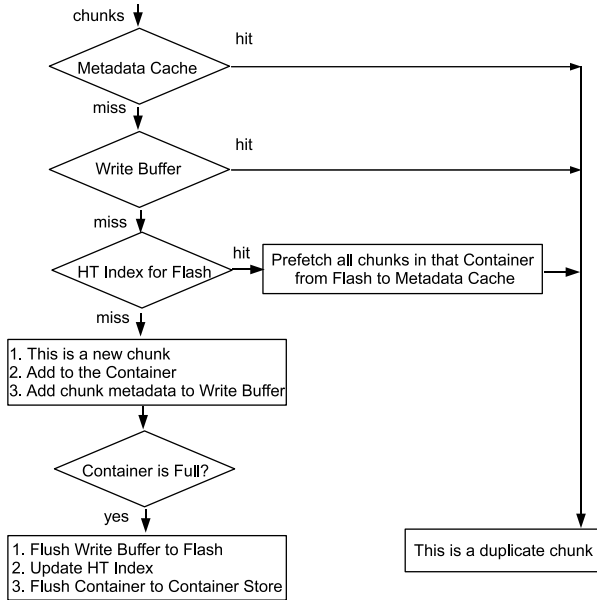 chunks
hit
Metadata Cache
miss
hit
Write Buffer
miss
hit
HT Index for Flash
Prefetch all chunks in that Container
from Flash to Metadata Cache
miss
1. This is a new chunk
2. Add to the Container
3. Add chunk metadata to Write Buffer
Container is Full?
yes
1. Flush Write Buffer to Flash
2. Update HT Index
3. Flush Container to Container Store
This is a duplicate chunk